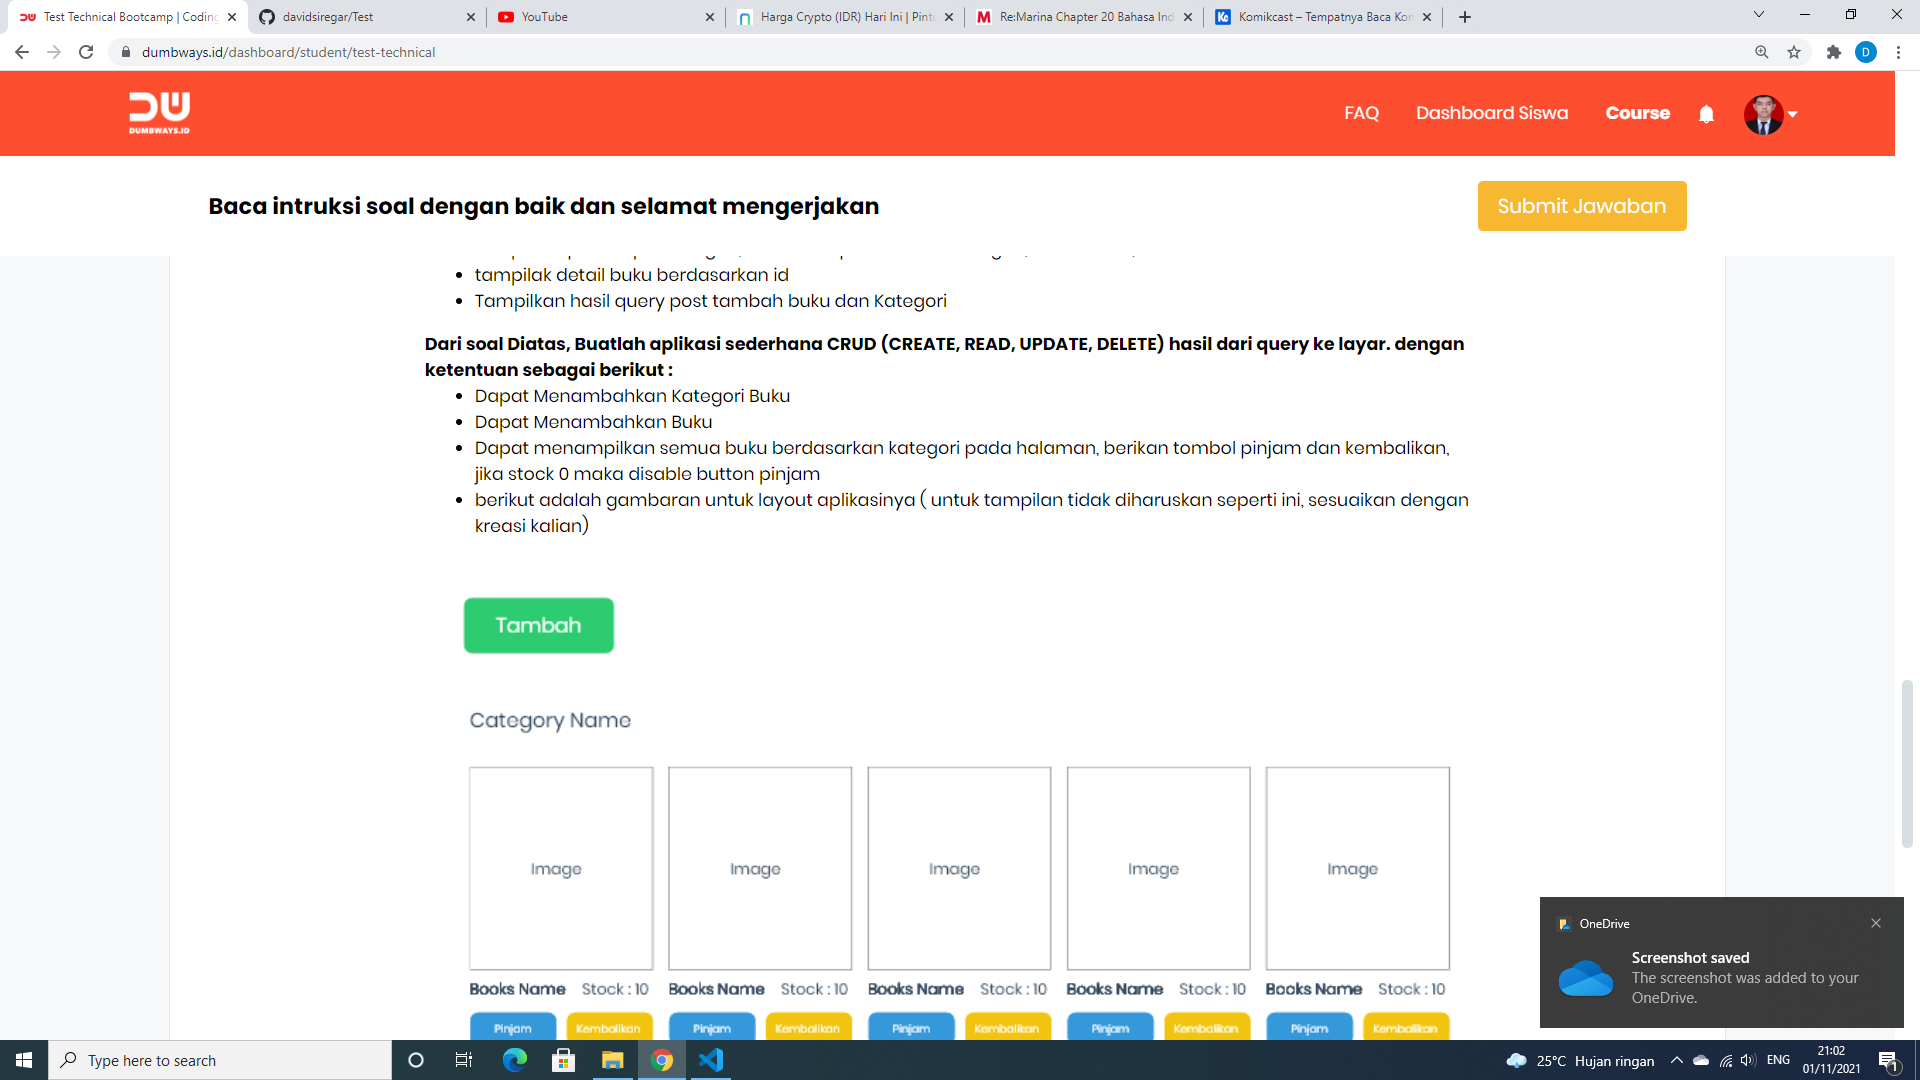 Test Technical Bootcamp | Coding
davidsiregar/Test
YouTube
Harga Crypto (IDR) Hari Ini | Pintu
Re:Marina Chapter 20 Bahasa Ind
Komikcast – Tempatnya Baca Kom
dumbways.id/dashboard/student/test-technical
D
DUMBWAYS.ID
FAQ
Dashboard Siswa
Course
Baca intruksi soal dengan baik dan selamat mengerjakan
Submit Jawaban
tampilak detail buku berdasarkan id
Tampilkan hasil query post tambah buku dan Kategori
Dari soal Diatas, Buatlah aplikasi sederhana CRUD (CREATE, READ, UPDATE, DELETE) hasil dari query ke layar. dengan
ketentuan sebagai berikut :
Dapat Menambahkan Kategori Buku
Dapat Menambahkan Buku
Dapat menampilkan semua buku berdasarkan kategori pada halaman, berikan tombol pinjam dan kembalikan,
jika stock 0 maka disable button pinjam
berikut adalah gambaran untuk layout aplikasinya ( untuk tampilan tidak diharuskan seperti ini, sesuaikan dengan
kreasi kalian)
Tambah
Category Name
Image Image Image Image Image
Books Name Stock : 10 Books Name Stock : 10 Books Name Stock : 10 Books Name Stock : 10 Books Name Stock : 10
Pinjam Kembalikan Pinjam Kembalikan Pinjam Kembalikan Pinjam Kembalikan Pinjam Kembalikan
OneDrive
Screenshot saved
The screenshot was added to your
OneDrive.
Type here to search
25°C Hujan ringan
ENG
21:02
01/11/2021
1